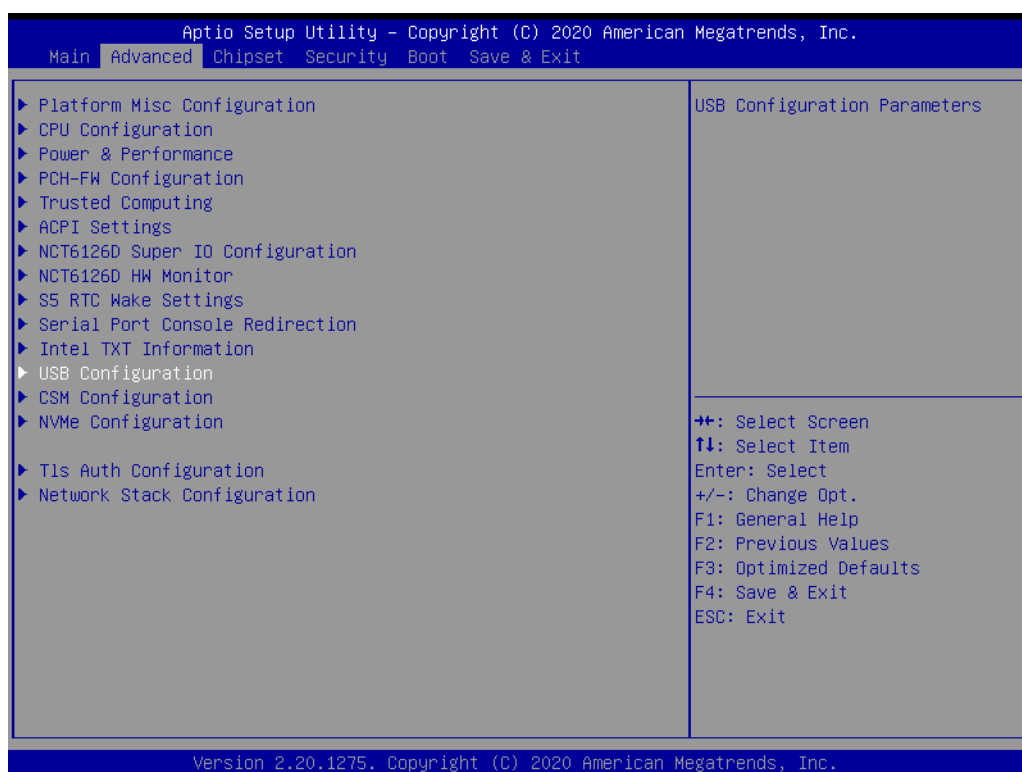 Aptio Setup Utility – Copyright (C) 2020 American Megatrends, Inc.
Main Advanced Chipset Security Boot Save & Exit
▶ Platform Misc Configuration
▶ CPU Configuration
▶ Power & Performance
▶ PCH-FW Configuration
▶ Trusted Computing
▶ ACPI Settings
▶ NCT6126D Super IO Configuration
▶ NCT6126D HW Monitor
▶ S5 RTC Wake Settings
▶ Serial Port Console Redirection
▶ Intel TXT Information
▶ USB Configuration
▶ CSM Configuration
▶ NVMe Configuration
▶ Tls Auth Configuration
▶ Network Stack Configuration
USB Configuration Parameters
→←: Select Screen
↑↓: Select Item
Enter: Select
+/-: Change Opt.
F1: General Help
F2: Previous Values
F3: Optimized Defaults
F4: Save & Exit
ESC: Exit
Version 2.20.1275. Copyright (C) 2020 American Megatrends, Inc.